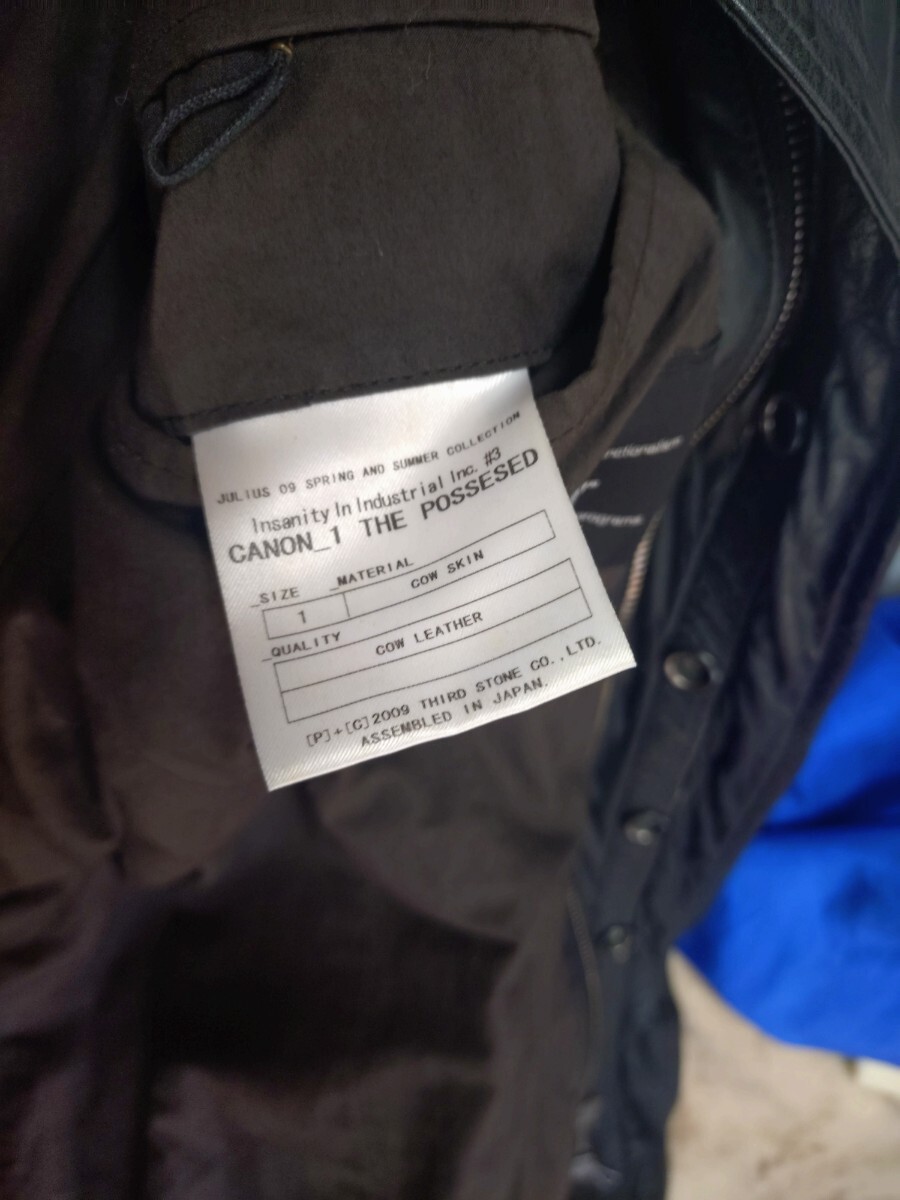 JULIUS 09 SPRING AND SUMMER COLLECTION
Insanity In Industrial Inc. #3
CANON_1 THE POSSESED
_SIZE _MATERIAL
1 COW SKIN
_QUALITY
COW LEATHER
[P]+[C]2009 THIRD STONE CO.,LTD.
ASSEMBLED IN JAPAN.